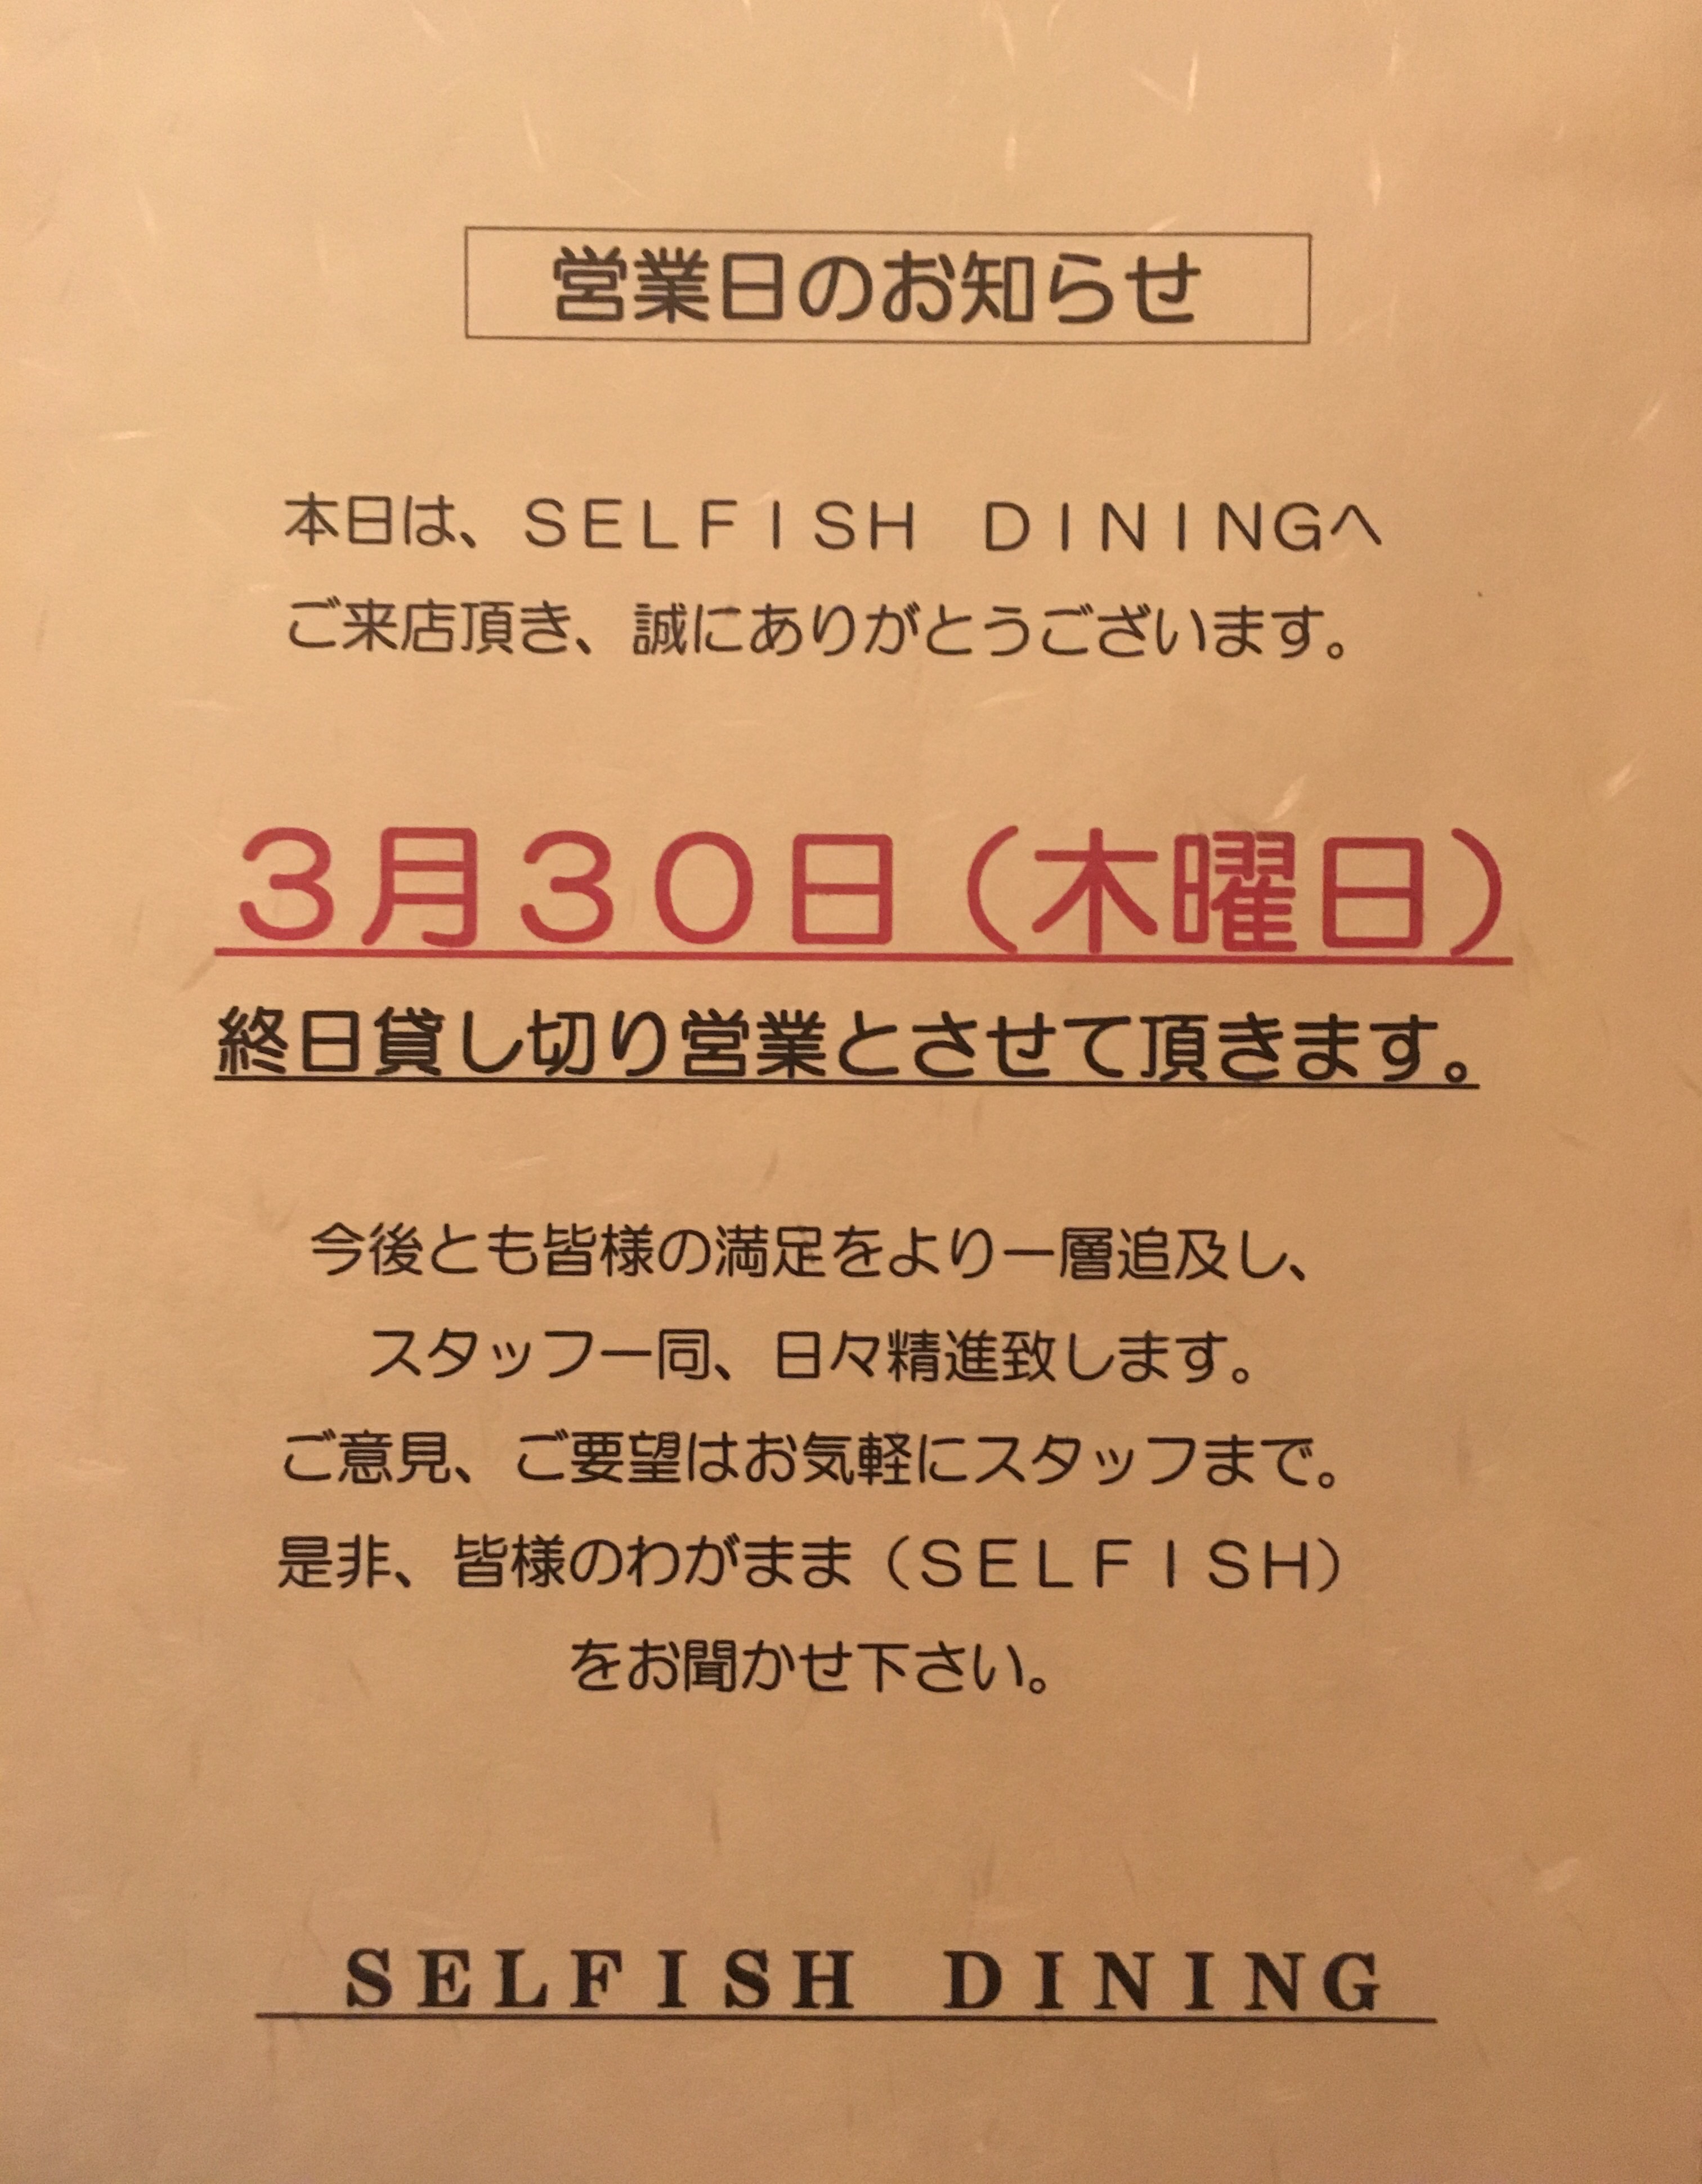 営業日のお知らせ
本日は、ＳＥＬＦＩＳＨ　ＤＩＮＩＮＧへ
ご来店頂き、誠にありがとうございます。
３月３０日（木曜日）
終日貸し切り営業とさせて頂きます。
今後とも皆様の満足をより一層追及し、
スタッフ一同、日々精進致します。
ご意見、ご要望はお気軽にスタッフまで。
是非、皆様のわがまま（ＳＥＬＦＩＳＨ）
をお聞かせ下さい。
ＳＥＬＦＩＳＨ　ＤＩＮＩＮＧ